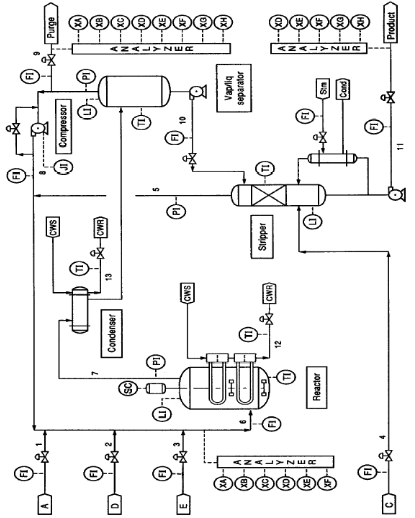 A
FI
1
D
FI
2
E
FI
3
C
FI
4
XA
XB
XC
XD
XE
XF
ANALYZER
6
FI
LI
SC
PI
TI
Reactor
7
CWS
CWR
TI
12
Condenser
CWS
CWR
TI
13
5
PI
Stripper
TI
LI
FI
8
JI
Compressor
LI
PI
TI
Vap/liq
separator
10
FI
Stm
Cond
FI
11
FI
FI
9
Purge
ANALYZER
XA
XB
XC
XD
XE
XF
XG
XH
Product
ANALYZER
XD
XE
XF
XG
XH